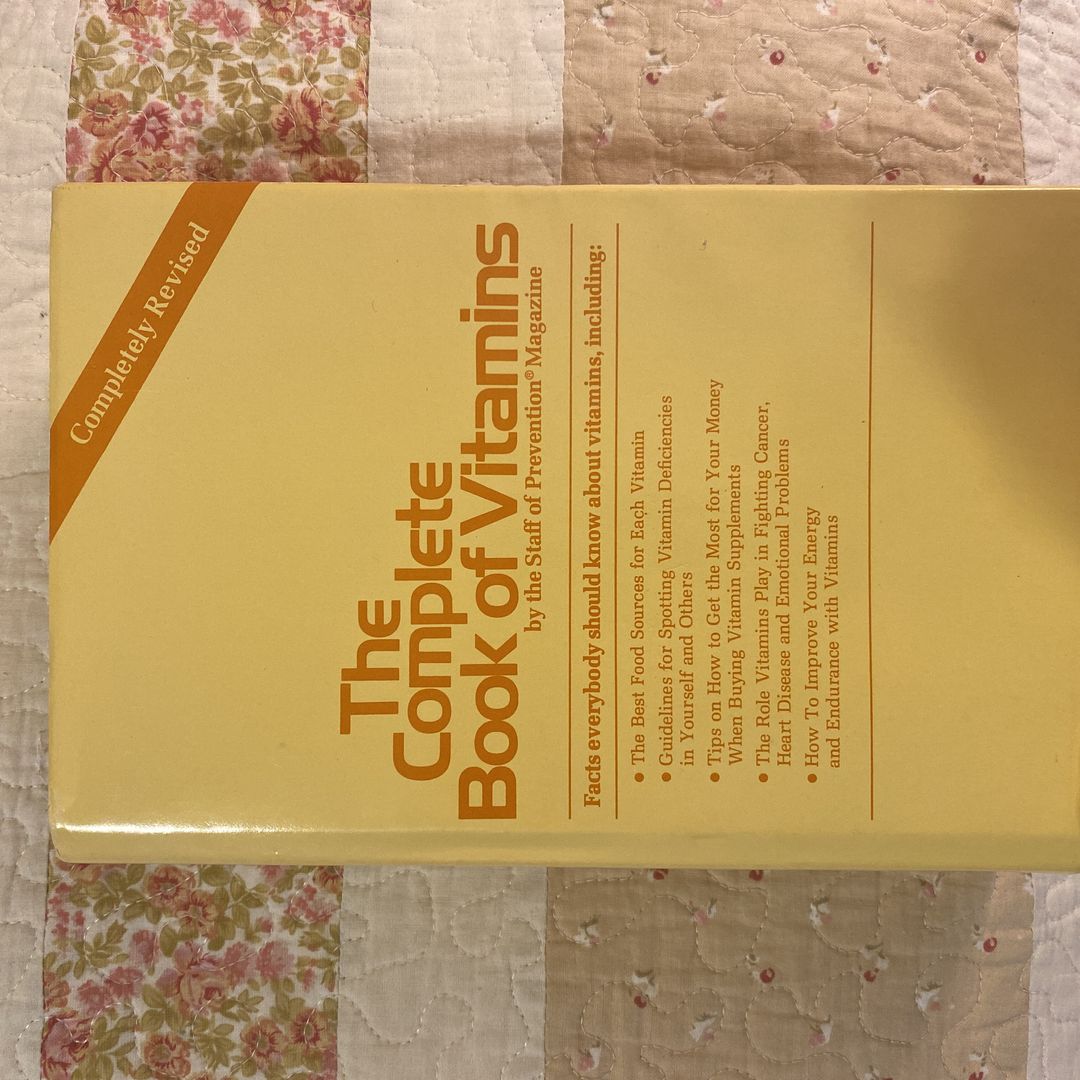 Completely Revised
The
Complete
Book of Vitamins
by the Staff of Prevention® Magazine
Facts everybody should know about vitamins, including:
• The Best Food Sources for Each Vitamin
• Guidelines for Spotting Vitamin Deficiencies
in Yourself and Others
• Tips on How to Get the Most for Your Money
When Buying Vitamin Supplements
• The Role Vitamins Play in Fighting Cancer,
Heart Disease and Emotional Problems
• How To Improve Your Energy
and Endurance with Vitamins